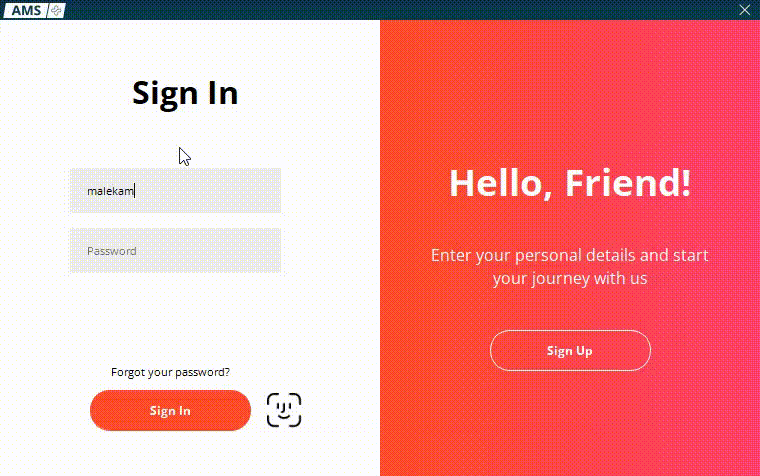 AMS
Sign In
malekam
Password
Forgot your password?
Sign In
Hello, Friend!
Enter your personal details and start
your journey with us
Sign Up